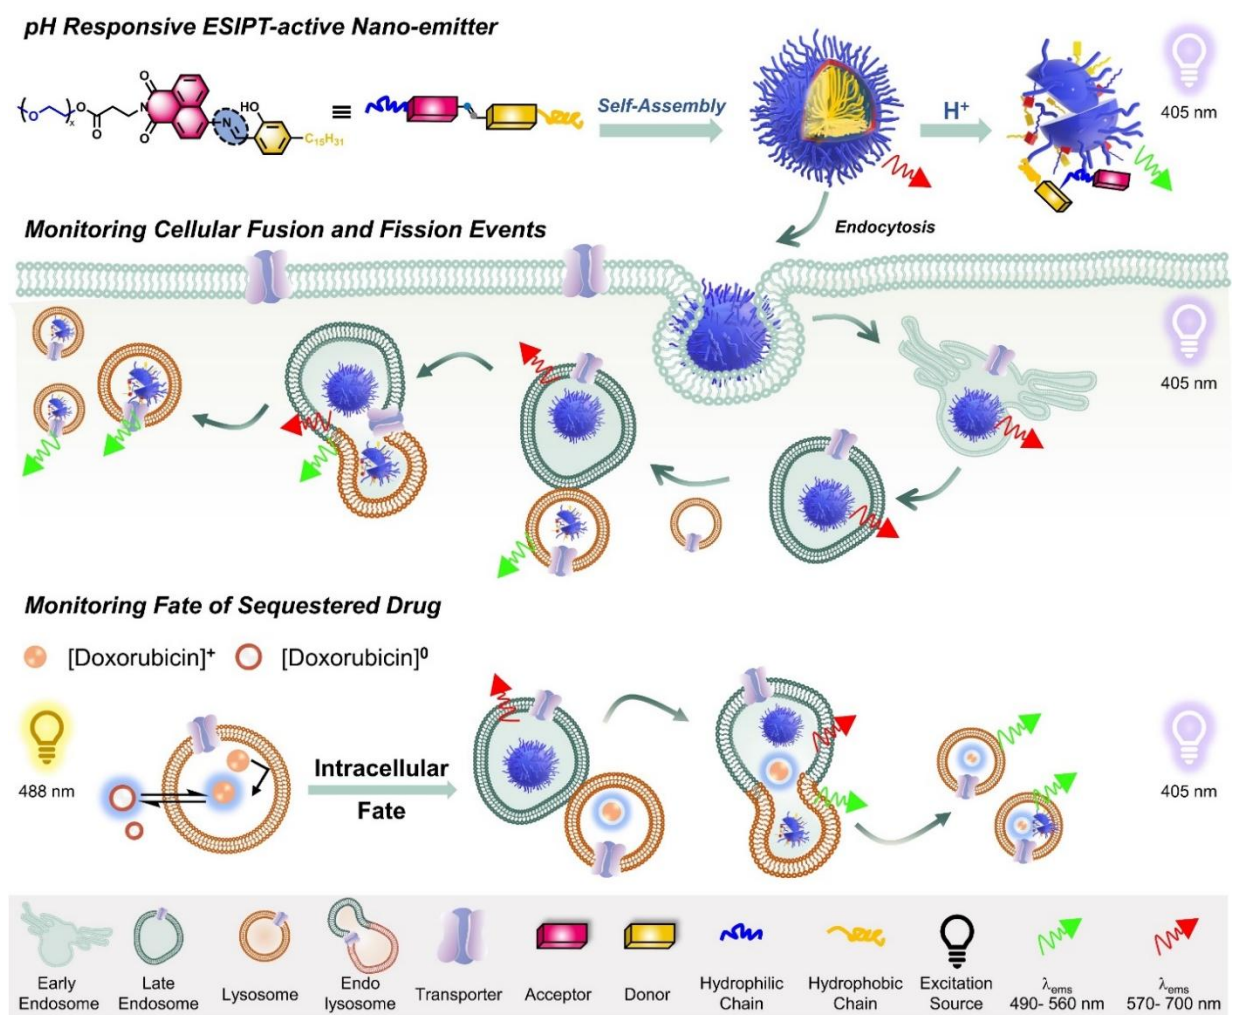 pH Responsive ESIPT-active Nano-emitter
O
O
x
O
O
N
O
O
N
HO
C15H31
≡
Self-Assembly
H+
405 nm
Endocytosis
Monitoring Cellular Fusion and Fission Events
405 nm
Monitoring Fate of Sequestered Drug
[Doxorubicin]+
[Doxorubicin]0
488 nm
Intracellular
Fate
405 nm
Early
Endosome
Late
Endosome
Lysosome
Endo
lysosome
Transporter
Acceptor
Donor
Hydrophilic
Chain
Hydrophobic
Chain
Excitation
Source
λems
490- 560 nm
λems
570- 700 nm